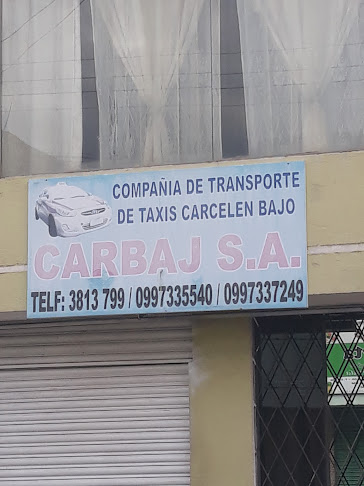 COMPAÑIA DE TRANSPORTE
DE TAXIS CARCELEN BAJO
CARBAJ S.A.
TELF: 3813 799 / 0997335540 / 0997337249